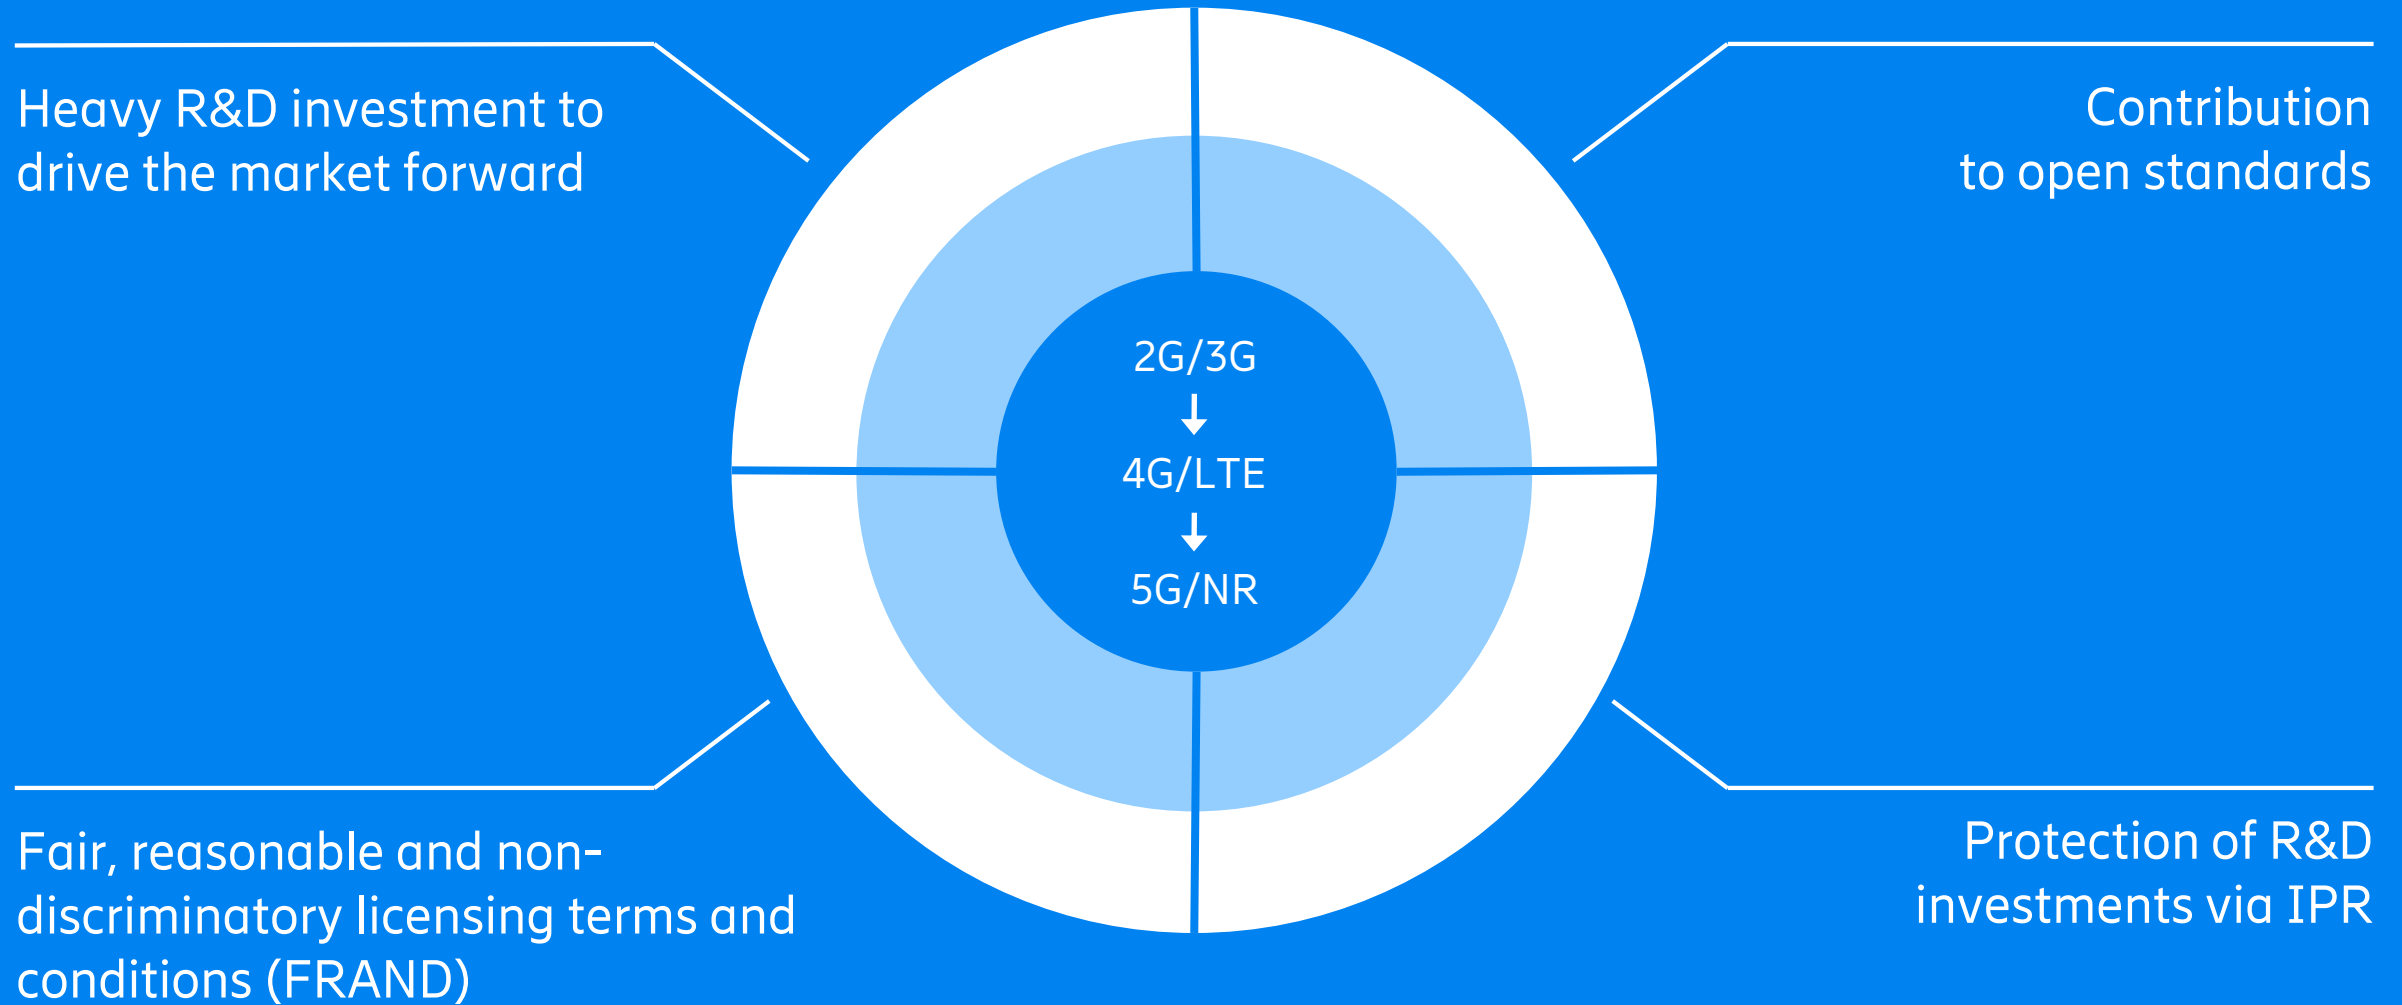 Heavy R&D investment to
drive the market forward
Contribution
to open standards
2G/3G
4G/LTE
5G/NR
Fair, reasonable and non-
discriminatory licensing terms and
conditions (FRAND)
Protection of R&D
investments via IPR